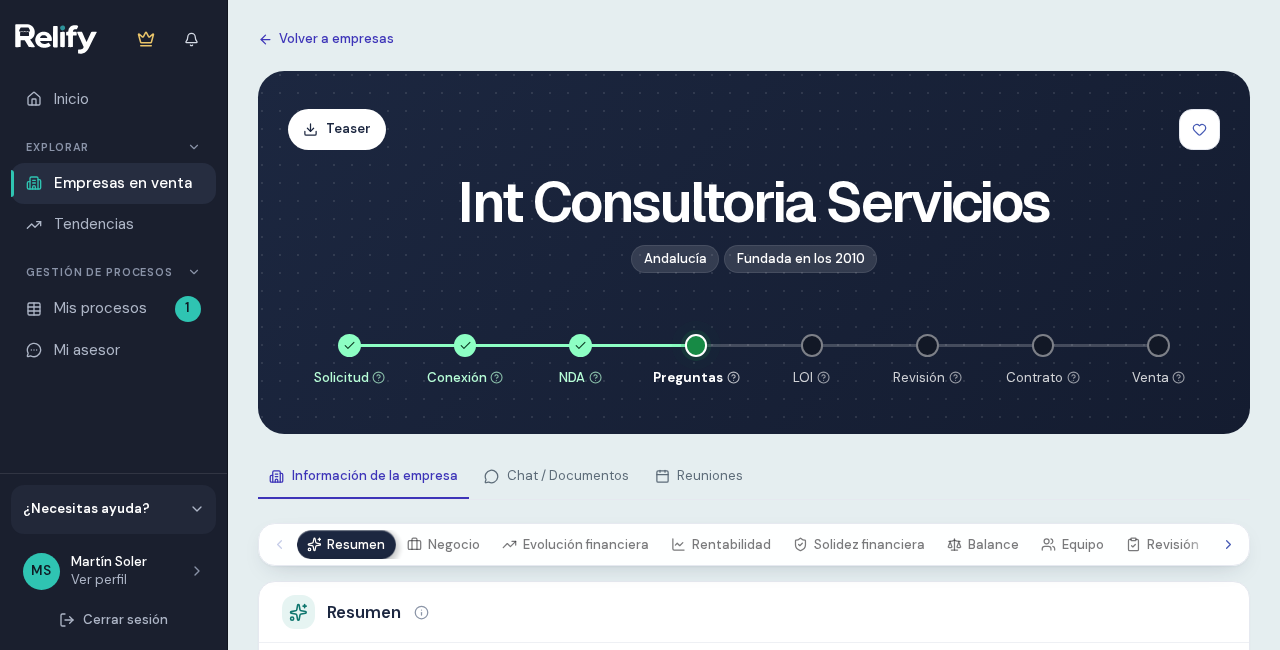 Relify
Inicio
EXPLORAR
Empresas en venta
Tendencias
GESTIÓN DE PROCESOS
Mis procesos 1
Mi asesor
¿Necesitas ayuda?
MS
Martín Soler
Ver perfil
Cerrar sesión
Volver a empresas
Teaser
Int Consultoria Servicios
Andalucía Fundada en los 2010
Solicitud Conexión NDA Preguntas LOI Revisión Contrato Venta
Información de la empresa Chat / Documentos Reuniones
Resumen Negocio Evolución financiera Rentabilidad Solidez financiera Balance Equipo Revisión
Resumen